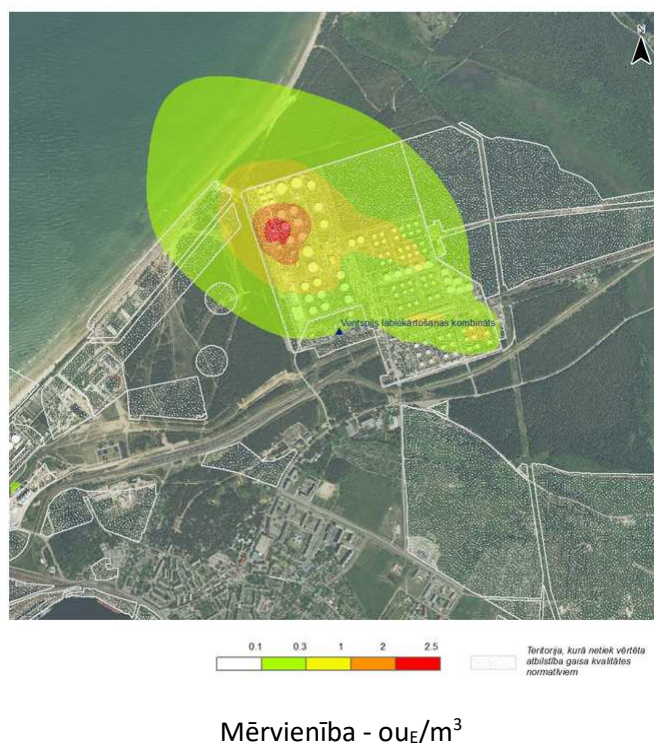 N
Ventspils labiekārtošanas kombināts
0.1 0.3 1 2 2.5
Teritorija, kurā netiek vērtēta
atbilstība gaisa kvalitātes
normatīviem
Mērvienība - ouE/m³